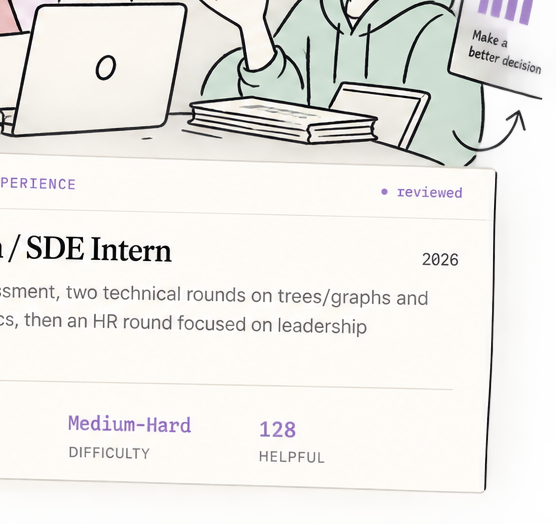 Make a
better decision
PERIENCE
• reviewed
/ SDE Intern
2026
ssment, two technical rounds on trees/graphs and
cs, then an HR round focused on leadership
Medium-Hard
128
DIFFICULTY
HELPFUL